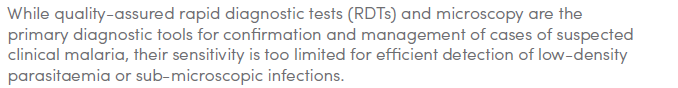 While quality-assured rapid diagnostic tests (RDTs) and microscopy are the
primary diagnostic tools for confirmation and management of cases of suspected
clinical malaria, their sensitivity is too limited for efficient detection of low-density
parasitaemia or sub-microscopic infections.